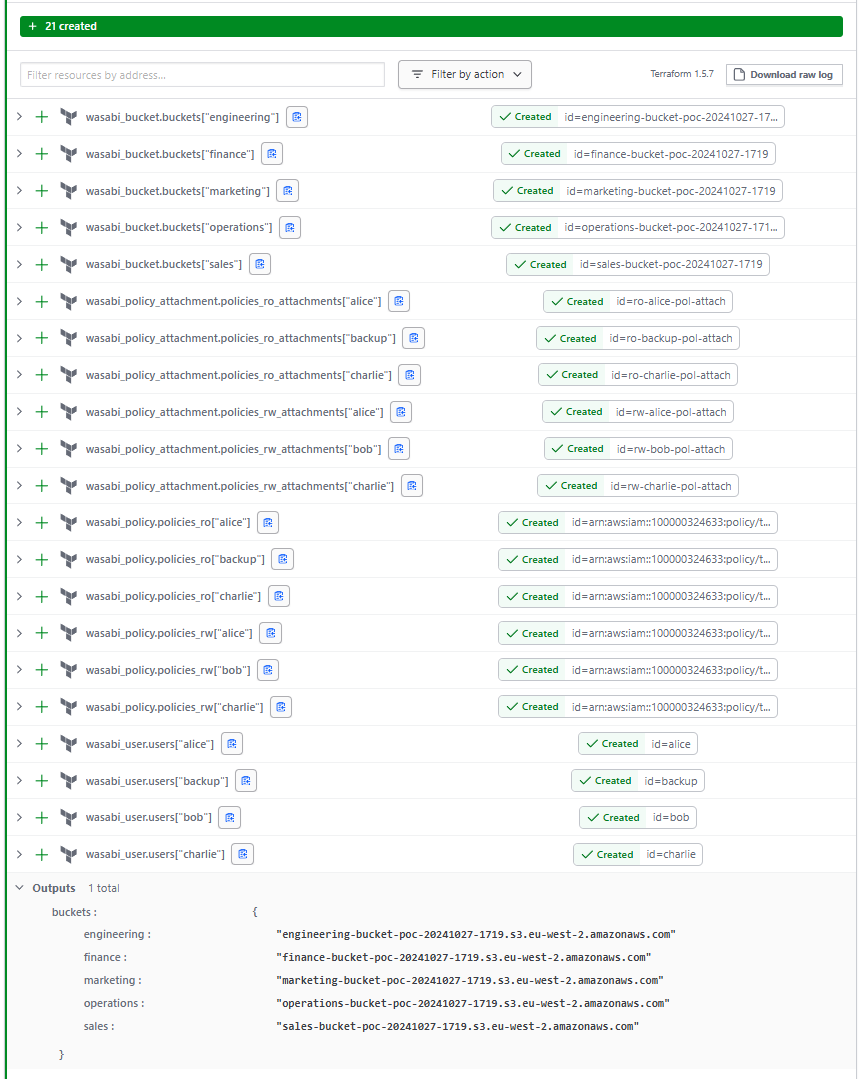 + 21 created
Filter resources by address...
Filter by action
Terraform 1.5.7
Download raw log
wasabi_bucket.buckets["engineering"] Created id=engineering-bucket-poc-20241027-17...
wasabi_bucket.buckets["finance"] Created id=finance-bucket-poc-20241027-1719
wasabi_bucket.buckets["marketing"] Created id=marketing-bucket-poc-20241027-1719
wasabi_bucket.buckets["operations"] Created id=operations-bucket-poc-20241027-171...
wasabi_bucket.buckets["sales"] Created id=sales-bucket-poc-20241027-1719
wasabi_policy_attachment.policies_ro_attachments["alice"] Created id=ro-alice-pol-attach
wasabi_policy_attachment.policies_ro_attachments["backup"] Created id=ro-backup-pol-attach
wasabi_policy_attachment.policies_ro_attachments["charlie"] Created id=ro-charlie-pol-attach
wasabi_policy_attachment.policies_rw_attachments["alice"] Created id=rw-alice-pol-attach
wasabi_policy_attachment.policies_rw_attachments["bob"] Created id=rw-bob-pol-attach
wasabi_policy_attachment.policies_rw_attachments["charlie"] Created id=rw-charlie-pol-attach
wasabi_policy.policies_ro["alice"] Created id=arn:aws:iam::100000324633:policy/t...
wasabi_policy.policies_ro["backup"] Created id=arn:aws:iam::100000324633:policy/t...
wasabi_policy.policies_ro["charlie"] Created id=arn:aws:iam::100000324633:policy/t...
wasabi_policy.policies_rw["alice"] Created id=arn:aws:iam::100000324633:policy/t...
wasabi_policy.policies_rw["bob"] Created id=arn:aws:iam::100000324633:policy/t...
wasabi_policy.policies_rw["charlie"] Created id=arn:aws:iam::100000324633:policy/t...
wasabi_user.users["alice"] Created id=alice
wasabi_user.users["backup"] Created id=backup
wasabi_user.users["bob"] Created id=bob
wasabi_user.users["charlie"] Created id=charlie
Outputs 1 total
buckets : {
engineering : "engineering-bucket-poc-20241027-1719.s3.eu-west-2.amazonaws.com"
finance : "finance-bucket-poc-20241027-1719.s3.eu-west-2.amazonaws.com"
marketing : "marketing-bucket-poc-20241027-1719.s3.eu-west-2.amazonaws.com"
operations : "operations-bucket-poc-20241027-1719.s3.eu-west-2.amazonaws.com"
sales : "sales-bucket-poc-20241027-1719.s3.eu-west-2.amazonaws.com"
}